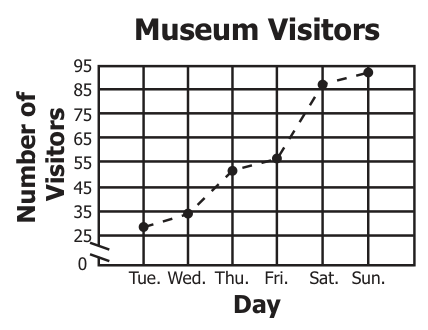 Museum Visitors
Number of
Visitors
95
85
75
65
55
45
35
25
0
Tue. Wed. Thu. Fri. Sat. Sun.
Day